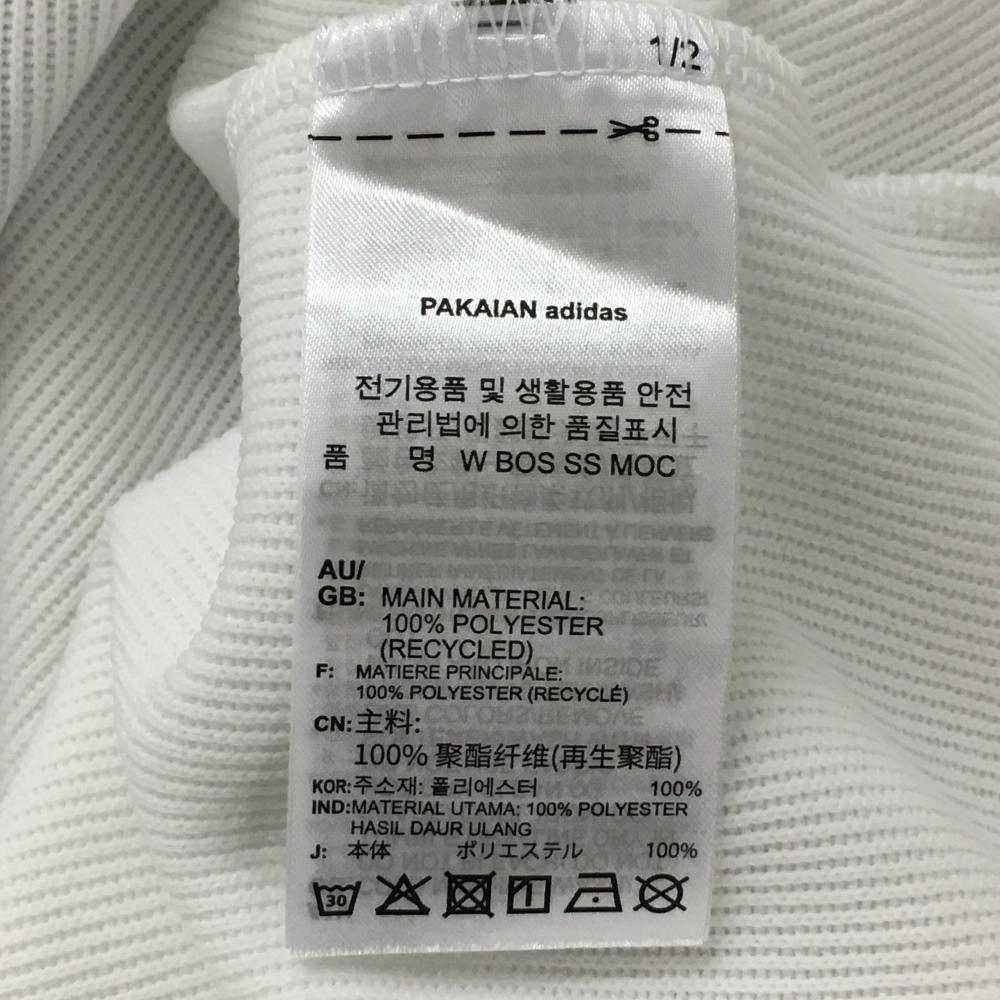 1/2
PAKAIAN adidas
전기용품 및 생활용품 안전
관리법에 의한 품질표시
품 명 W BOS SS MOC
AU/
GB: MAIN MATERIAL:
100% POLYESTER
(RECYCLED)
F: MATIERE PRINCIPALE:
100% POLYESTER (RECYCLÉ)
CN:主料:
100% 聚酯纤维(再生聚酯)
KOR:주소재: 폴리에스터 100%
IND:MATERIAL UTAMA: 100% POLYESTER
HASIL DAUR ULANG
J: 本体 ポリエステル 100%
30